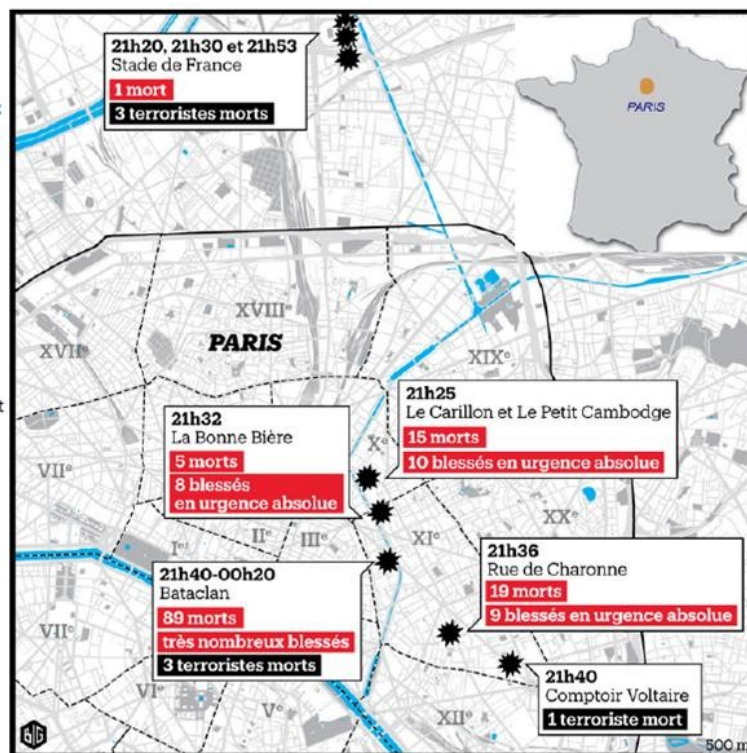 21h20, 21h30 et 21h53
Stade de France
1 mort
3 terroristes morts
PARIS
XVIIIe
XVIIe
PARIS
XIXe
21h25
Le Carillon et Le Petit Cambodge
15 morts
10 blessés en urgence absolue
21h32
La Bonne Bière
5 morts
8 blessés
en urgence absolue
Xe
VIIe
IIe
IIIe
XIe
XXe
Ier
21h36
Rue de Charonne
19 morts
9 blessés en urgence absolue
21h40-00h20
Bataclan
89 morts
très nombreux blessés
3 terroristes morts
VIIe
21h40
Comptoir Voltaire
1 terroriste mort
VIe
Ve
XIIe
500 m